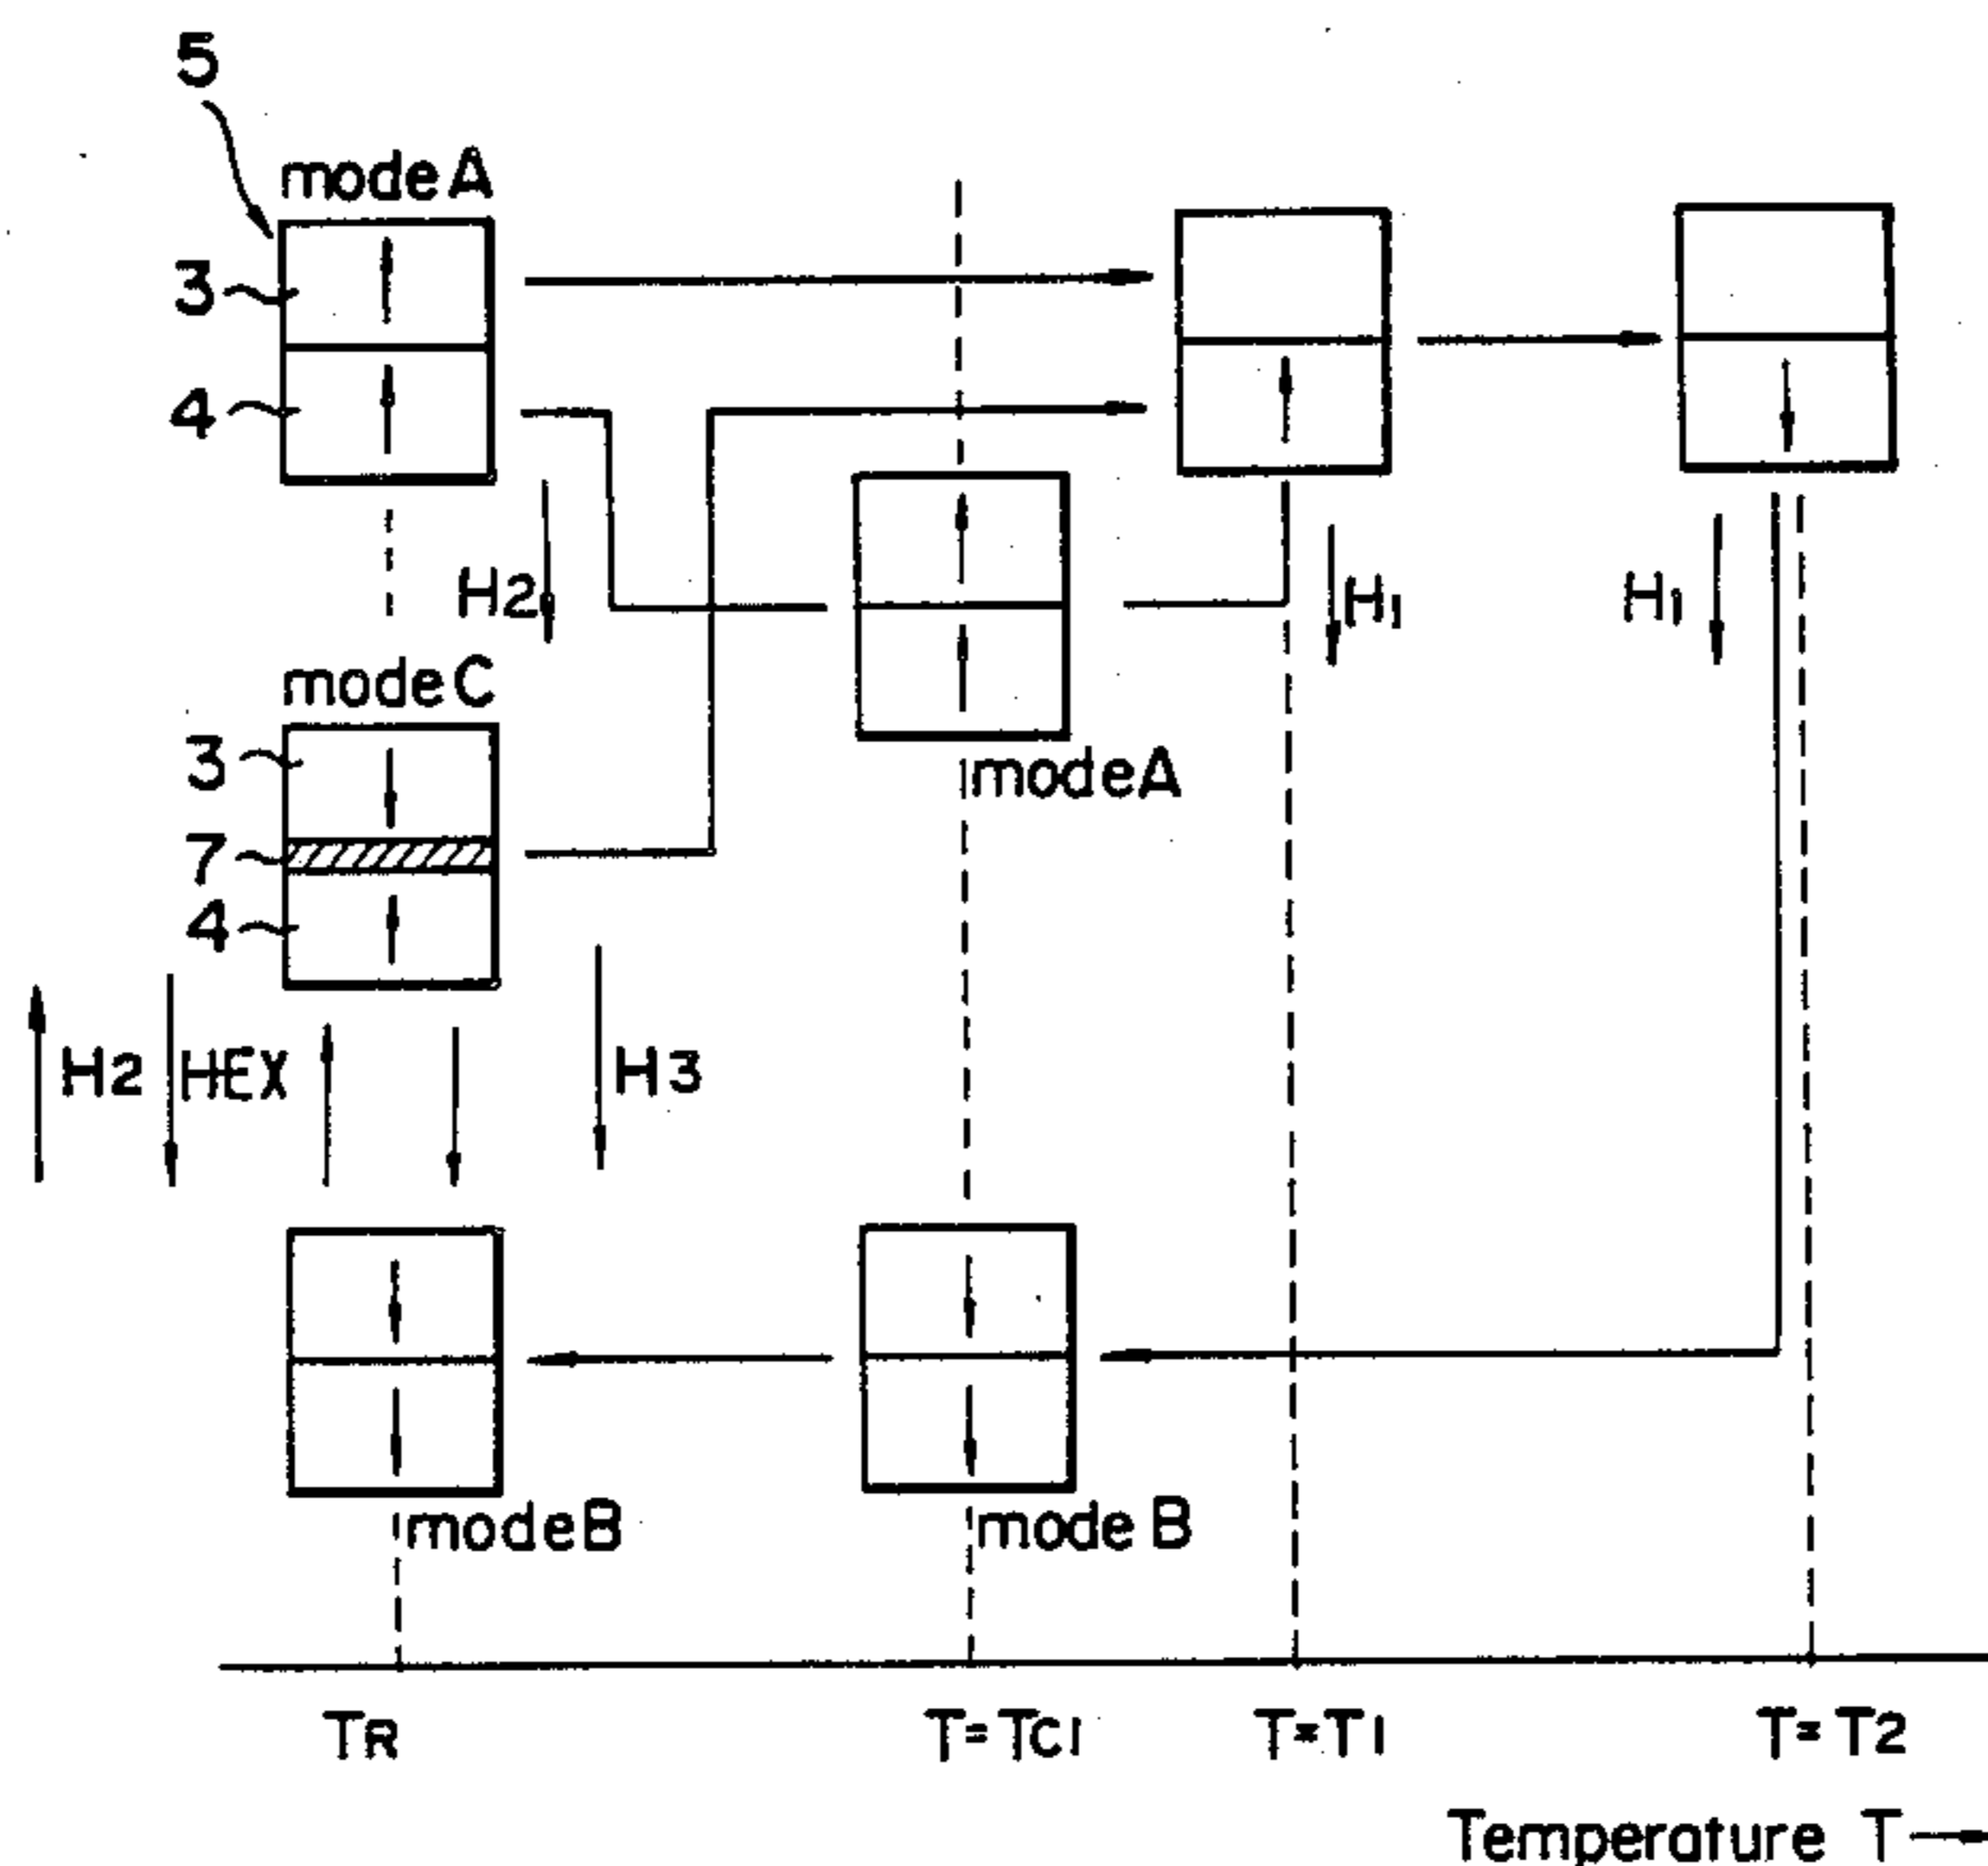 5
mode A
3
4
H2
H1
H1
mode C
3
mode A
7
4
H2
HEX
H3
mode B
mode B
TR
T=TC1
T=T1
T=T2
Temperature T